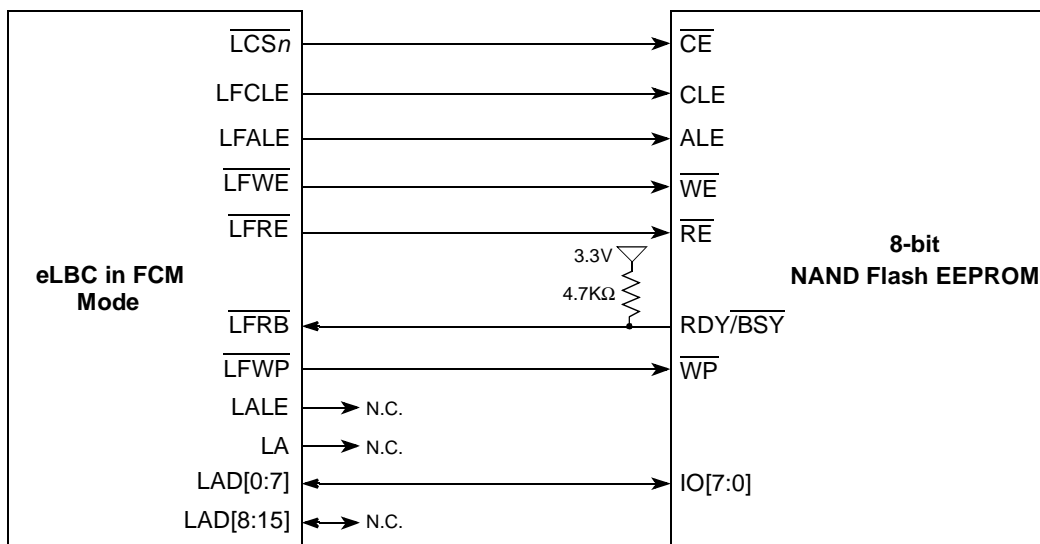 LCSn
CE
LFCLE
CLE
LFALE
ALE
LFWE
WE
LFRE
RE
3.3V
4.7KΩ
eLBC in FCM
Mode
8-bit
NAND Flash EEPROM
LFRB
RDY/BSY
LFWP
WP
LALE
N.C.
LA
N.C.
LAD[0:7]
IO[7:0]
LAD[8:15]
N.C.